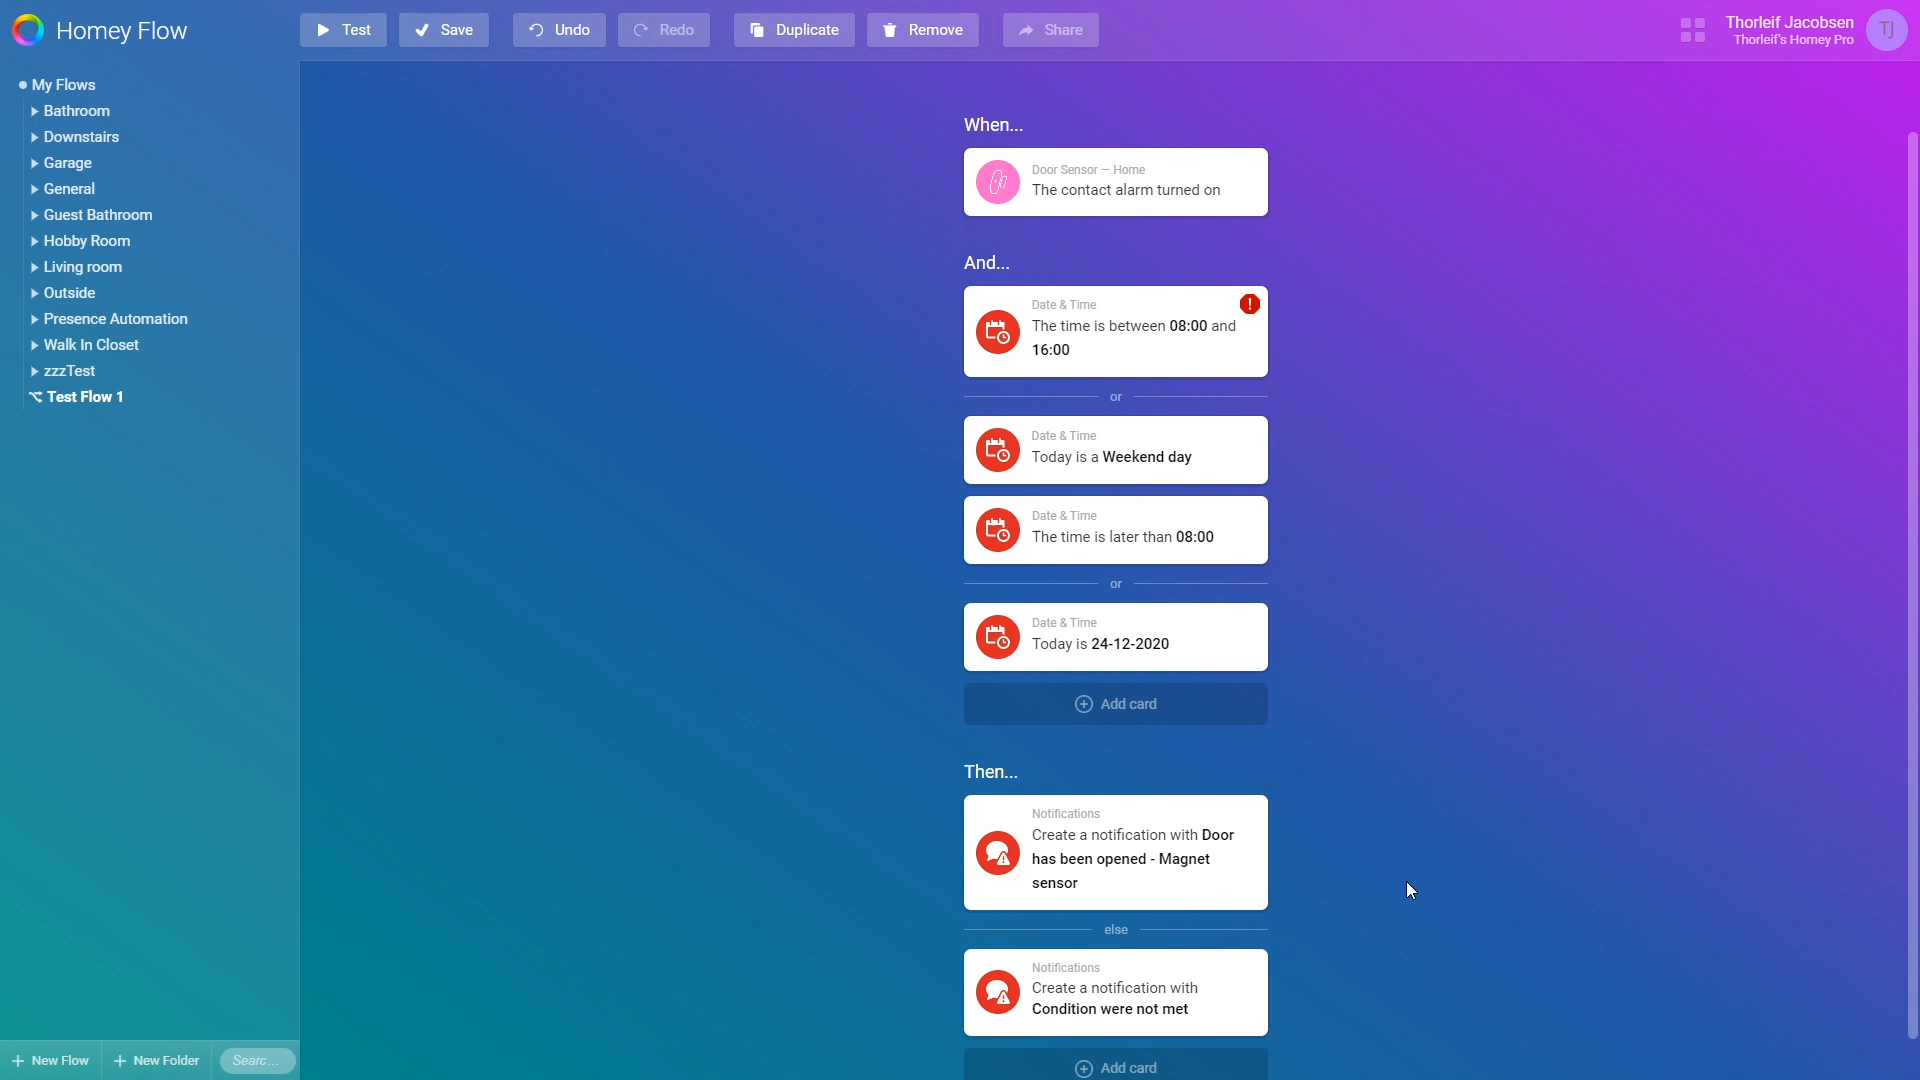 Homey Flow
Test
Save
Undo
Redo
Duplicate
Remove
Share
Thorleif Jacobsen
Thorleif's Homey Pro
TJ
My Flows
Bathroom
Downstairs
Garage
General
Guest Bathroom
Hobby Room
Living room
Outside
Presence Automation
Walk In Closet
zzzTest
Test Flow 1
New Flow
New Folder
Searc...
When...
Door Sensor — Home
The contact alarm turned on
And...
Date & Time
The time is between 08:00 and
16:00
or
Date & Time
Today is a Weekend day
Date & Time
The time is later than 08:00
or
Date & Time
Today is 24-12-2020
Add card
Then...
Notifications
Create a notification with Door
has been opened - Magnet
sensor
else
Notifications
Create a notification with
Condition were not met
Add card